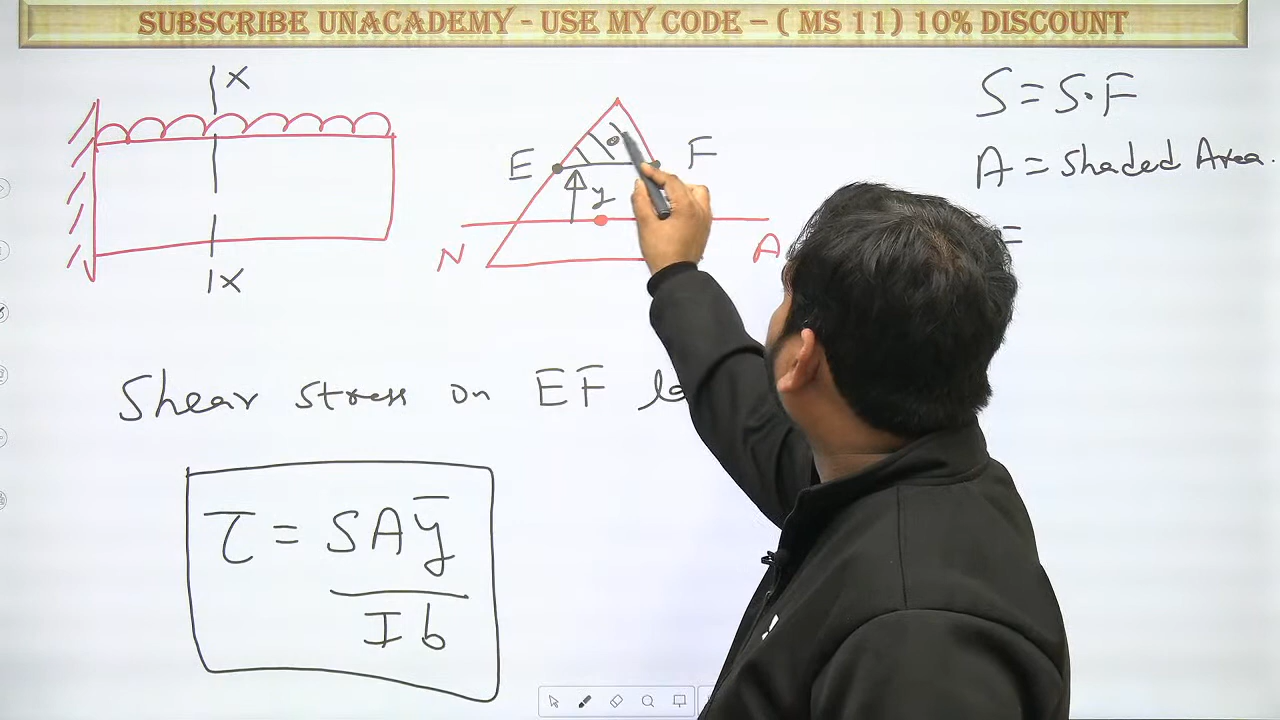 SUBSCRIBE UNACADEMY - USE MY CODE – ( MS 11) 10% DISCOUNT
X
X
E
F
y
N
A
S = S.F
A = Shaded Area.
=
Shear stress on EF
τ = SAȳ
Ib